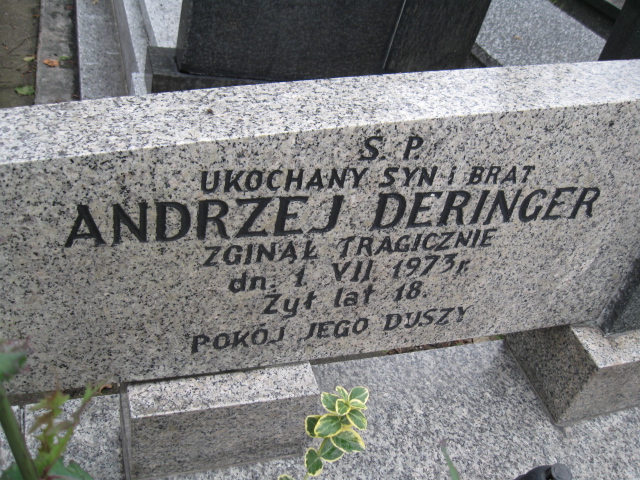 Ś. P.
UKOCHANY SYN i BRAT
ANDRZEJ DERINGER
ZGINĄŁ TRAGICZNIE
dn. 1. VII 1973 r.
Żył lat 18.
POKÓJ JEGO DUSZY